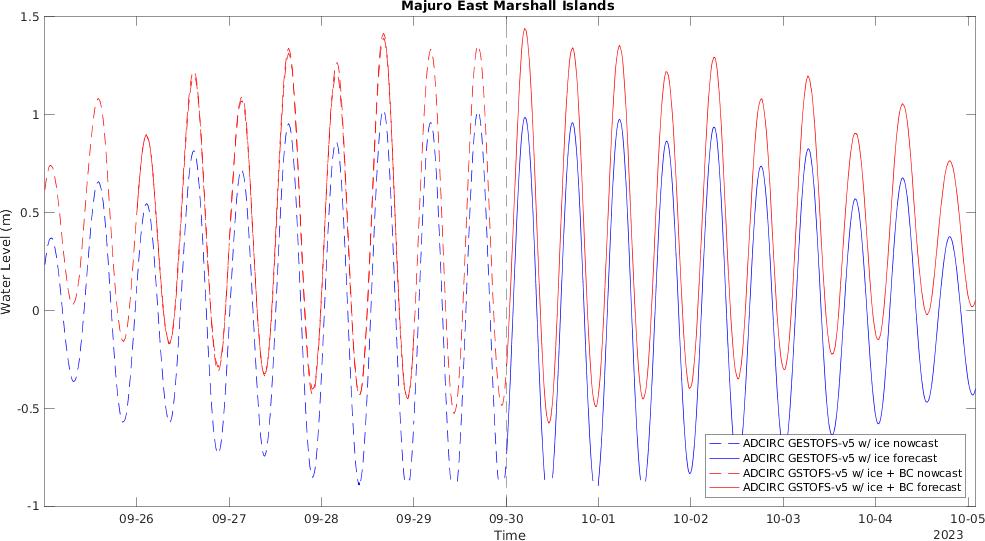 Majuro East Marshall Islands
1.5
1
0.5
0
-0.5
-1
Water Level (m)
ADCIRC GESTOFS-v5 w/ ice nowcast
ADCIRC GESTOFS-v5 w/ ice forecast
ADCIRC GSTOFS-v5 w/ ice + BC nowcast
ADCIRC GSTOFS-v5 w/ ice + BC forecast
09-26 09-27 09-28 09-29 09-30 10-01 10-02 10-03 10-04 10-05
Time 2023